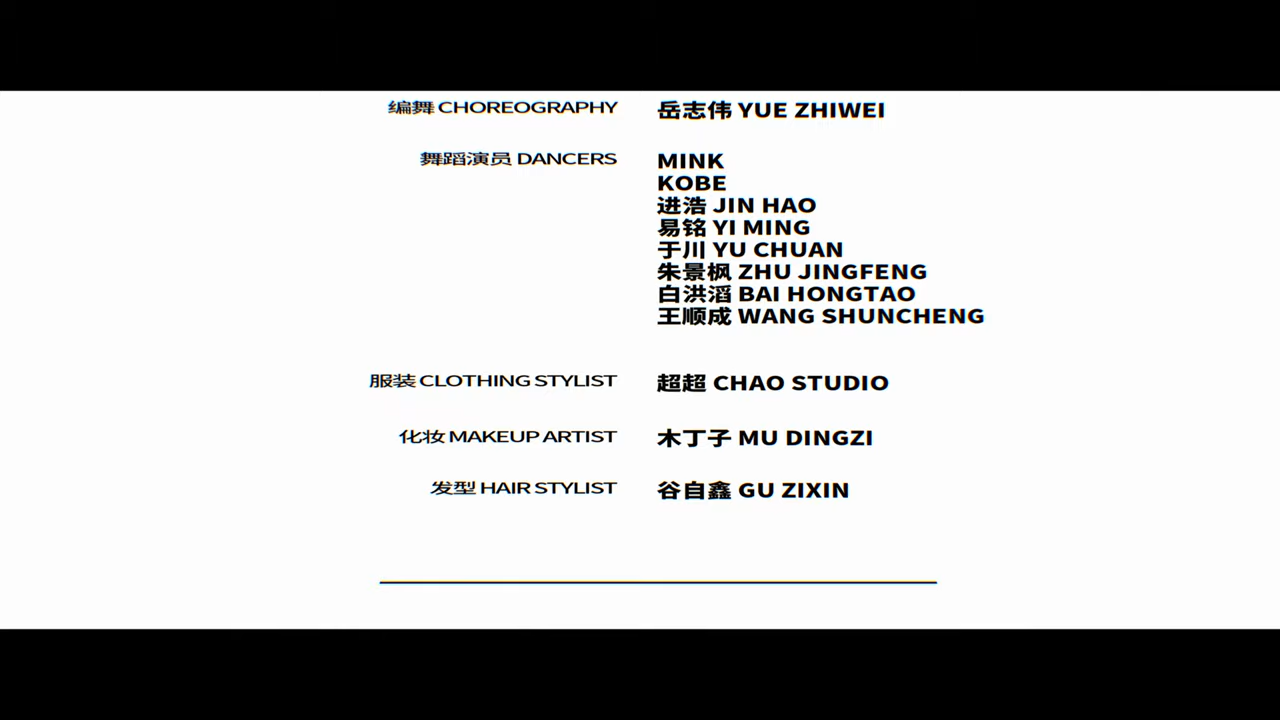 编舞 CHOREOGRAPHY 岳志伟 YUE ZHIWEI
舞蹈演员 DANCERS MINK
KOBE
进浩 JIN HAO
易铭 YI MING
于川 YU CHUAN
朱景枫 ZHU JINGFENG
白洪滔 BAI HONGTAO
王顺成 WANG SHUNCHENG
服装 CLOTHING STYLIST 超超 CHAO STUDIO
化妆 MAKEUP ARTIST 木丁子 MU DINGZI
发型 HAIR STYLIST 谷自鑫 GU ZIXIN